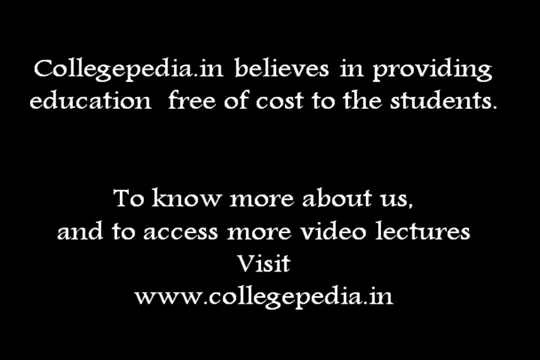 Collegepedia.in believes in providing
education free of cost to the students.
To know more about us,
and to access more video lectures
Visit
www.collegepedia.in